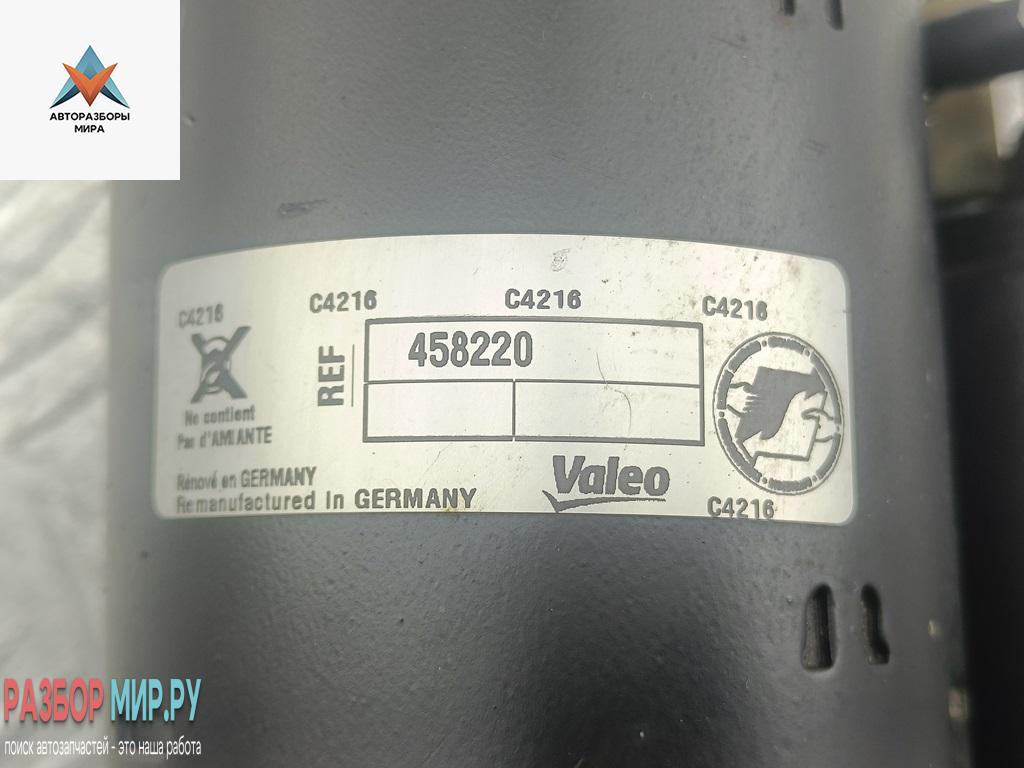 АВТОРАЗБОРЫ
МИРА
C4216
C4216
C4216
C4216
REF
458220
Ne contient
Pas d'AMIANTE
Rénové en GERMANY
Remanufactured In GERMANY
Valeo
C4216
РАЗБОР МИР.РУ
поиск автозапчастей - это наша работа